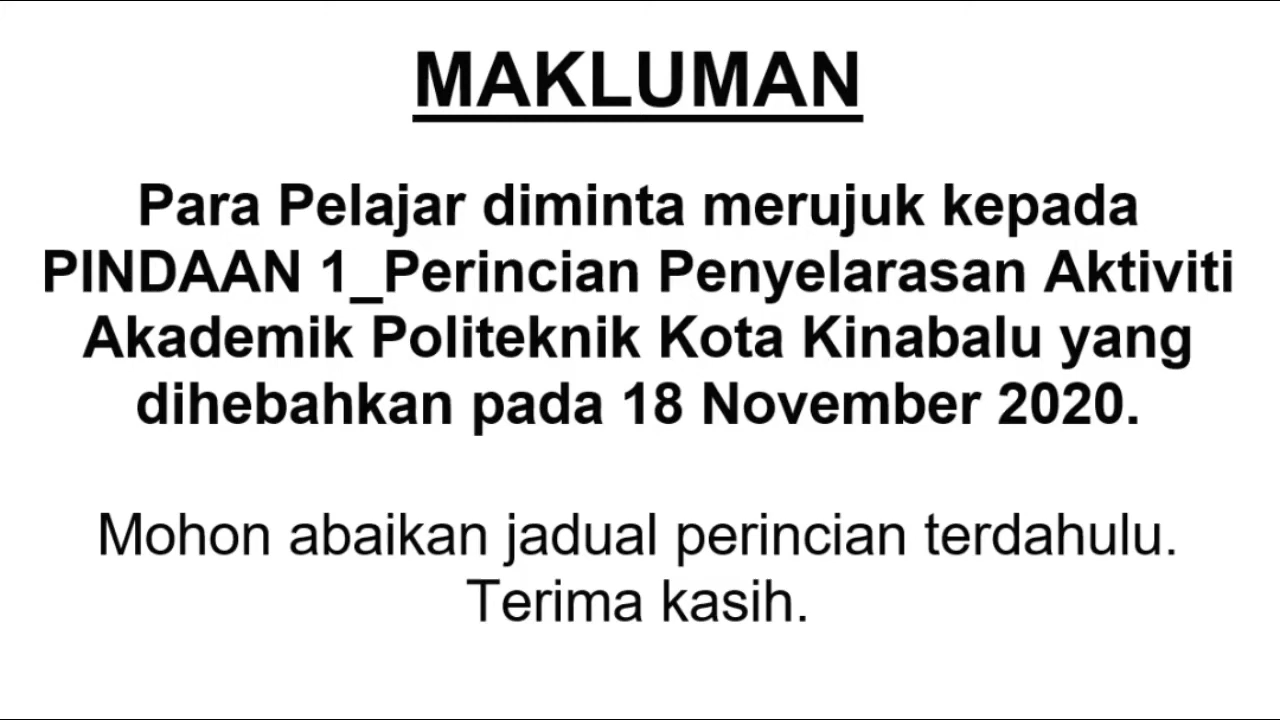 MAKLUMAN
Para Pelajar diminta merujuk kepada
PINDAAN 1_Perincian Penyelarasan Aktiviti
Akademik Politeknik Kota Kinabalu yang
dihebahkan pada 18 November 2020.
Mohon abaikan jadual perincian terdahulu.
Terima kasih.